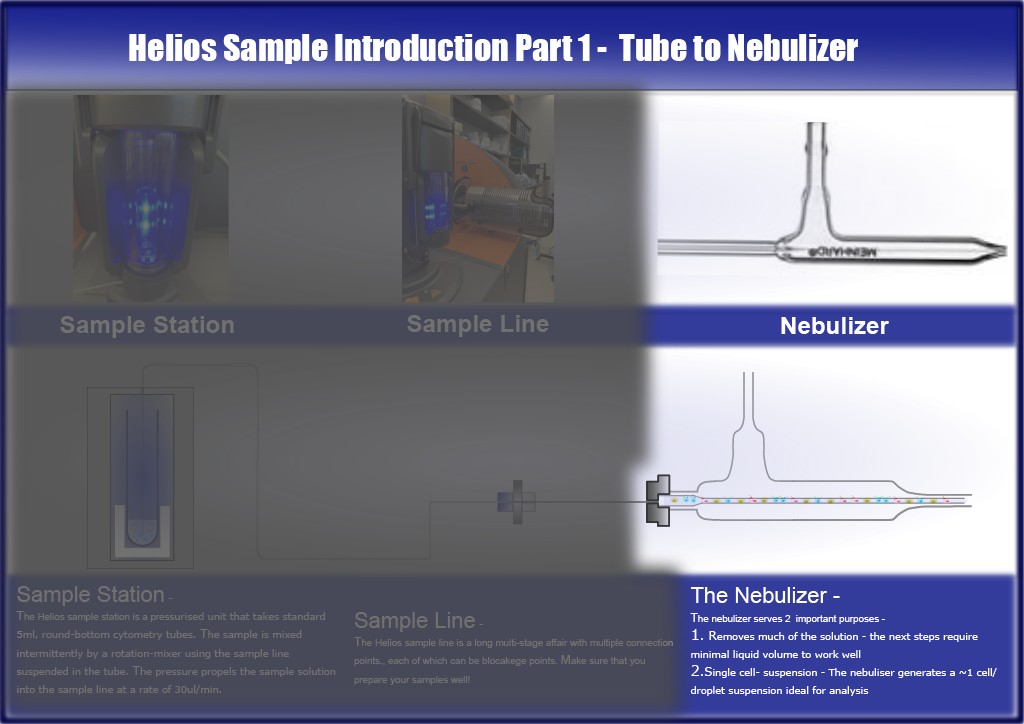 Helios Sample Introduction Part 1 - Tube to Nebulizer
MEINHARD®
Sample Station
Sample Line
Nebulizer
Sample Station -
The Helios sample station is a pressurised unit that takes standard
5ml, round-bottom cytometry tubes. The sample is mixed
intermittently by a rotation-mixer using the sample line
suspended in the tube. The pressure propels the sample solution
into the sample line at a rate of 30ul/min.
Sample Line -
The Helios sample line is a long multi-stage affair with multiple connection
points., each of which can be blocakege points. Make sure that you
prepare your samples well!
The Nebulizer -
The nebulizer serves 2 important purposes -
1. Removes much of the solution - the next steps require
minimal liquid volume to work well
2.Single cell- suspension - The nebuliser generates a ~1 cell/
droplet suspension ideal for analysis